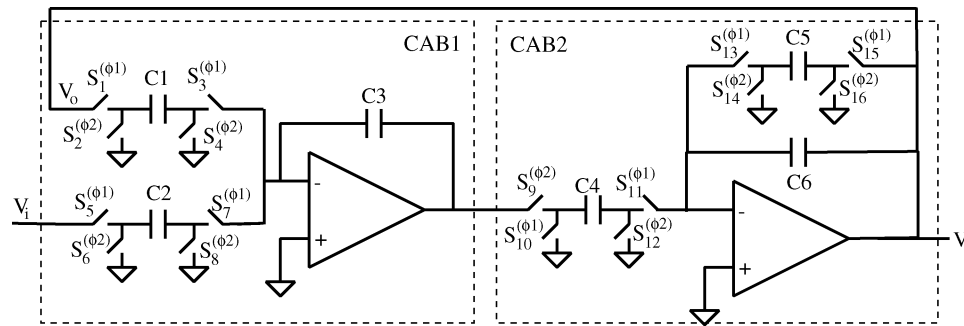 CAB1
CAB2
S1(ϕ1)
C1
S3(ϕ1)
Vo
S2(ϕ2)
S4(ϕ2)
C3
-
+
Vi
S5(ϕ1)
C2
S7(ϕ1)
S6(ϕ2)
S8(ϕ2)
S13(ϕ1)
C5
S15(ϕ1)
S14(ϕ2)
S16(ϕ2)
C6
S9(ϕ2)
C4
S11(ϕ1)
S10(ϕ1)
S12(ϕ2)
-
+
V